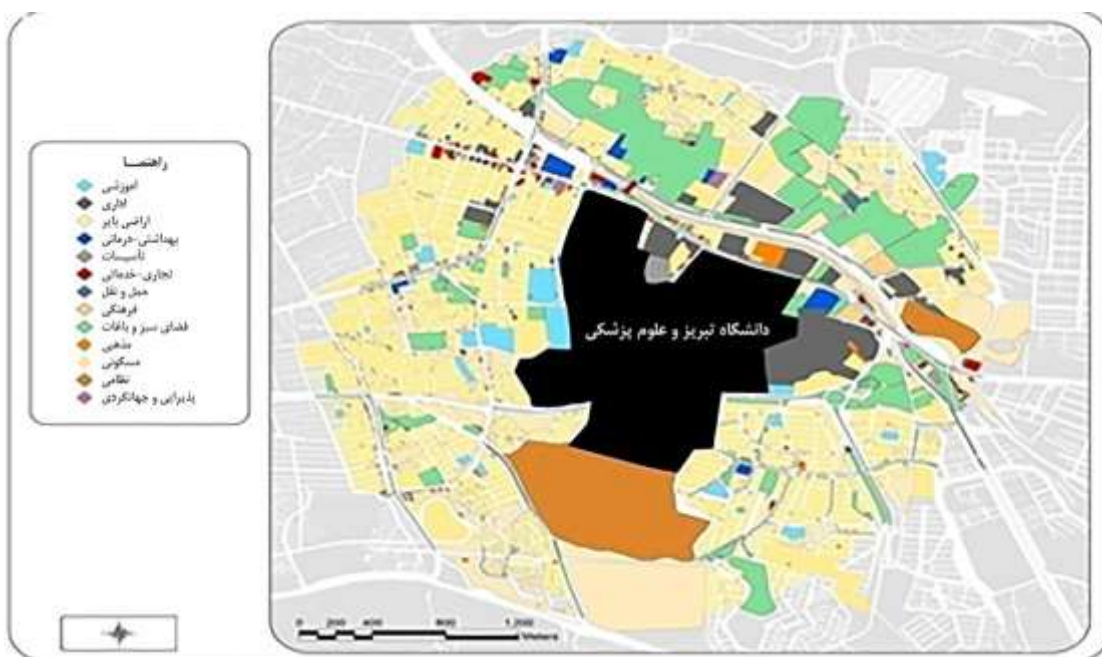 راهنما
آموزشی
اداری
اراضی بایر
بهداشتی-درمانی
تأسیسات
تجاری-خدماتی
حمل و نقل
فرهنگی
فضای سبز و باغات
مذهبی
مسکونی
نظامی
پذیرایی و جهانگردی
دانشگاه تبریز و علوم پزشکی
0 200 400 800 1,200
Meters